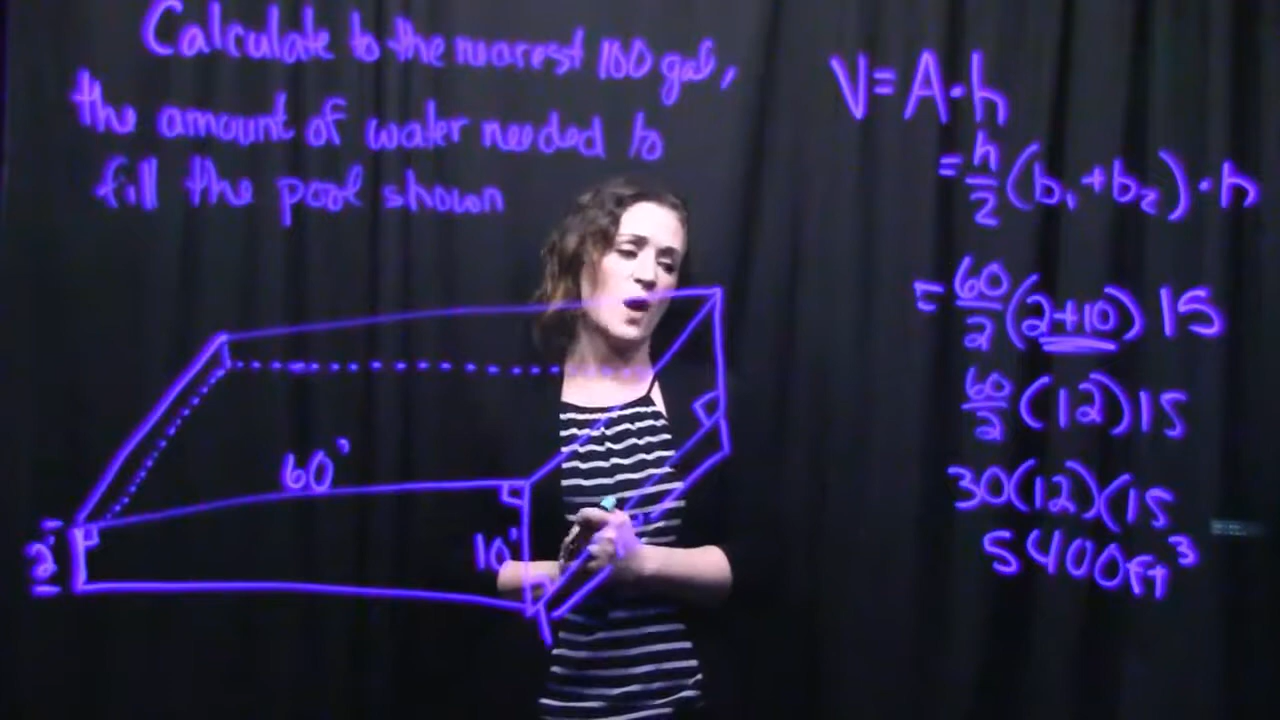 Calculate to the nearest 100 gal,
the amount of water needed to
fill the pool shown
V = A · h
= h/2 (b₁ + b₂) · h
= 60/2 (2+10) 15
60/2 (12) 15
30(12)(15
5400ft³
60'
2'
10'